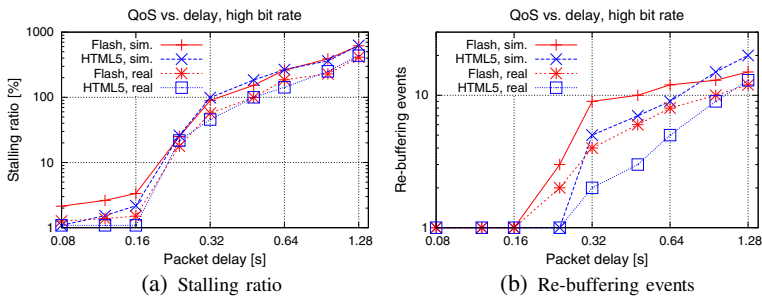 QoS vs. delay, high bit rate
1000
100
10
1
Stalling ratio [%]
Flash, sim.
HTML5, sim.
Flash, real
HTML5, real
0.08 0.16 0.32 0.64 1.28
Packet delay [s]
(a) Stalling ratio
QoS vs. delay, high bit rate
10
1
Re-buffering events
Flash, sim.
HTML5, sim.
Flash, real
HTML5, real
0.08 0.16 0.32 0.64 1.28
Packet delay [s]
(b) Re-buffering events